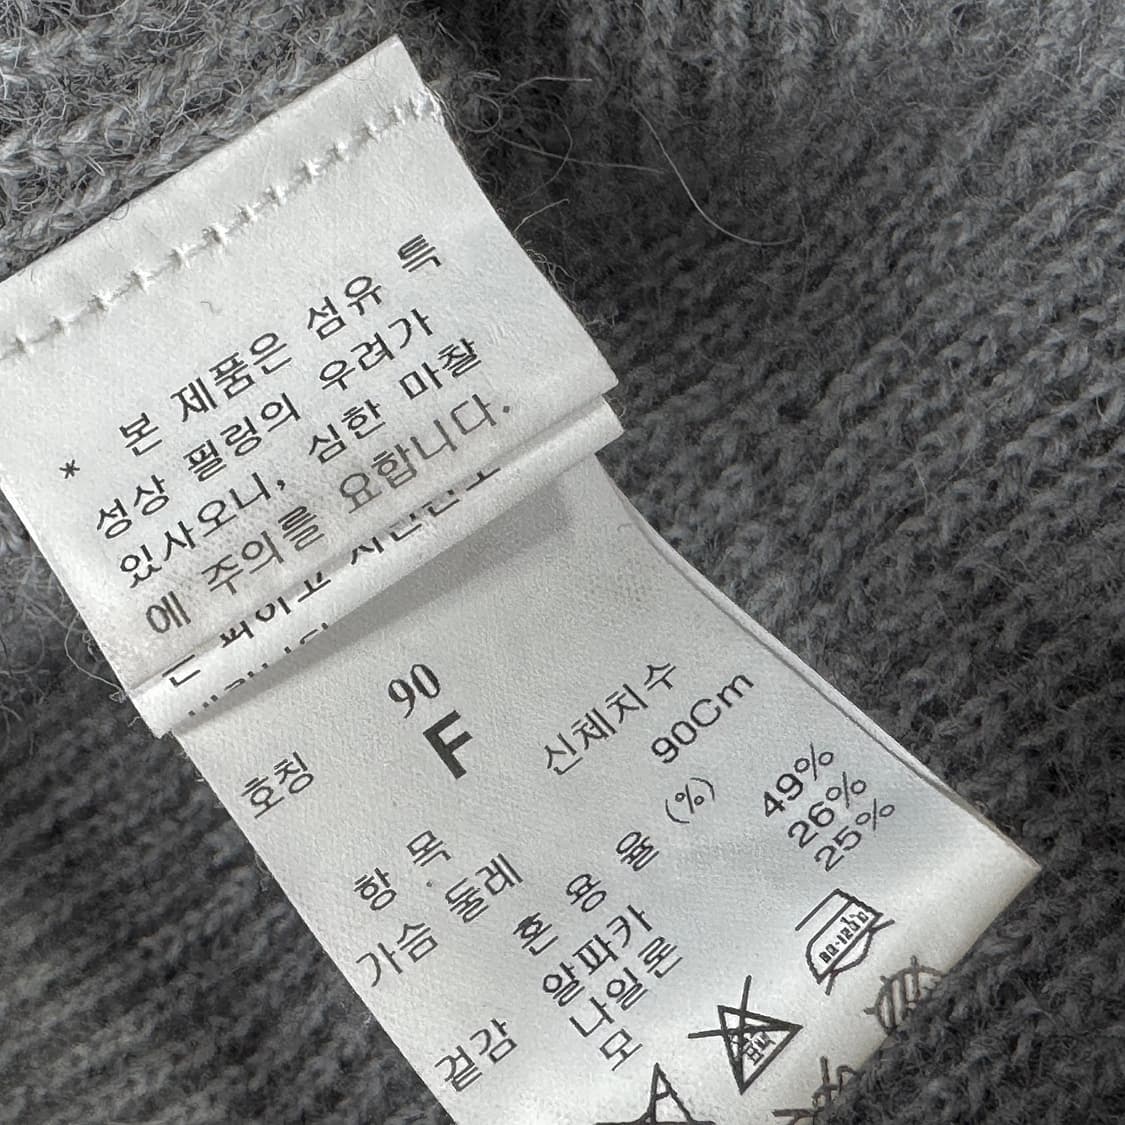 * 본 제품은 섬유 특
성상 필링의 우려가
있사오니, 심한 마찰
에 주의를 요합니다.
90
호칭 F
항 목 신체치수
가슴 둘레 90Cm
혼 용 율 (%)
겉감 알파카 49%
나일론 26%
모 25%